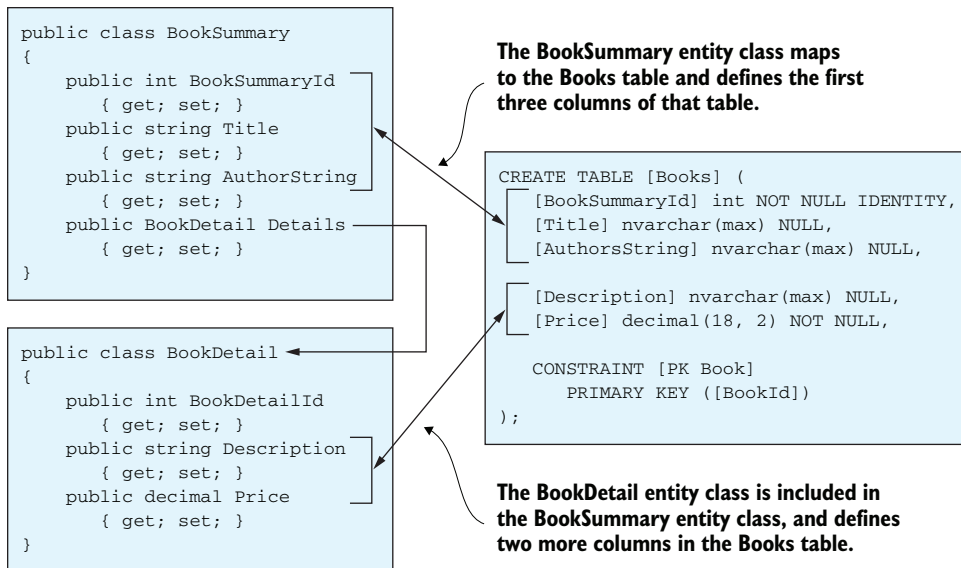 public class BookSummary
{
public int BookSummaryId
{ get; set; }
public string Title
{ get; set; }
public string AuthorString
{ get; set; }
public BookDetail Details
{ get; set; }
}
The BookSummary entity class maps
to the Books table and defines the first
three columns of that table.
CREATE TABLE [Books] (
[BookSummaryId] int NOT NULL IDENTITY,
[Title] nvarchar(max) NULL,
[AuthorsString] nvarchar(max) NULL,
[Description] nvarchar(max) NULL,
[Price] decimal(18, 2) NOT NULL,
CONSTRAINT [PK Book]
PRIMARY KEY ([BookId])
);
public class BookDetail
{
public int BookDetailId
{ get; set; }
public string Description
{ get; set; }
public decimal Price
{ get; set; }
}
The BookDetail entity class is included in
the BookSummary entity class, and defines
two more columns in the Books table.